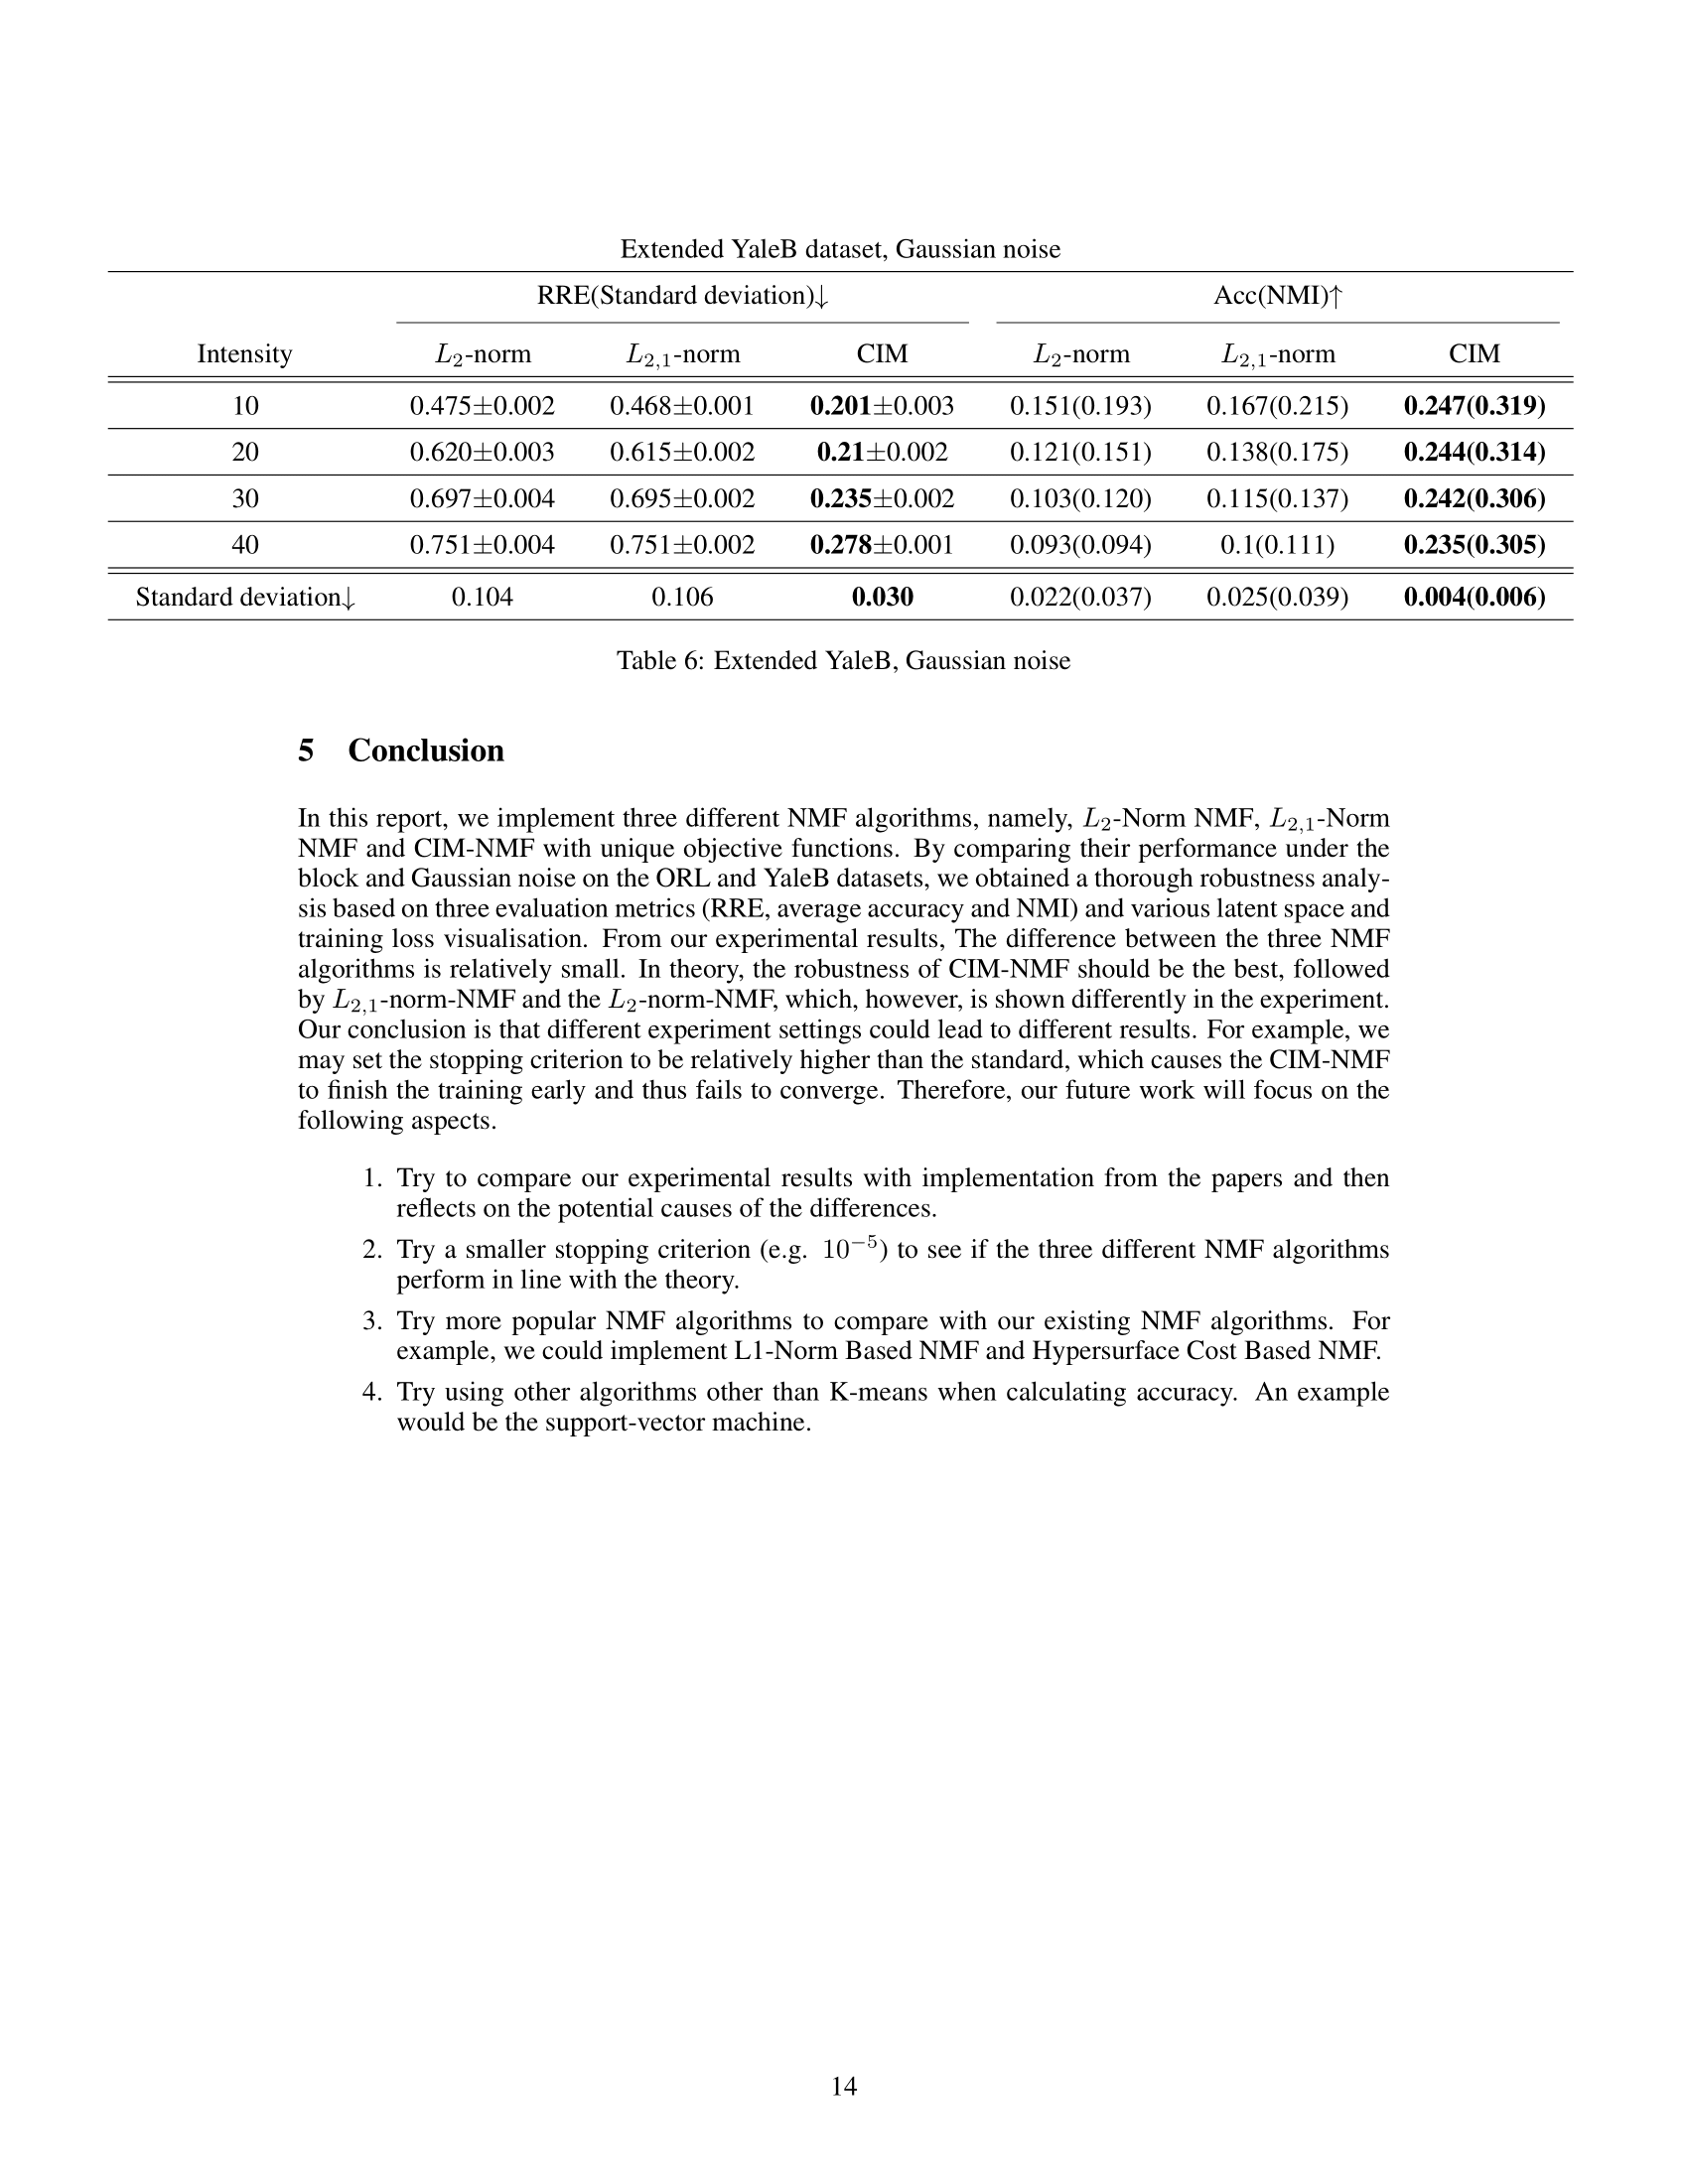 Extended YaleB dataset, Gaussian noise
RRE(Standard deviation)↓ Acc(NMI)↑
Intensity L2-norm L2,1-norm CIM L2-norm L2,1-norm CIM
10 0.475±0.002 0.468±0.001 0.201±0.003 0.151(0.193) 0.167(0.215) 0.247(0.319)
20 0.620±0.003 0.615±0.002 0.21±0.002 0.121(0.151) 0.138(0.175) 0.244(0.314)
30 0.697±0.004 0.695±0.002 0.235±0.002 0.103(0.120) 0.115(0.137) 0.242(0.306)
40 0.751±0.004 0.751±0.002 0.278±0.001 0.093(0.094) 0.1(0.111) 0.235(0.305)
Standard deviation↓ 0.104 0.106 0.030 0.022(0.037) 0.025(0.039) 0.004(0.006)
Table 6: Extended YaleB, Gaussian noise
5 Conclusion
In this report, we implement three different NMF algorithms, namely, L2-Norm NMF, L2,1-Norm
NMF and CIM-NMF with unique objective functions. By comparing their performance under the
block and Gaussian noise on the ORL and YaleB datasets, we obtained a thorough robustness analy-
sis based on three evaluation metrics (RRE, average accuracy and NMI) and various latent space and
training loss visualisation. From our experimental results, The difference between the three NMF
algorithms is relatively small. In theory, the robustness of CIM-NMF should be the best, followed
by L2,1-norm-NMF and the L2-norm-NMF, which, however, is shown differently in the experiment.
Our conclusion is that different experiment settings could lead to different results. For example, we
may set the stopping criterion to be relatively higher than the standard, which causes the CIM-NMF
to finish the training early and thus fails to converge. Therefore, our future work will focus on the
following aspects.
1. Try to compare our experimental results with implementation from the papers and then
reflects on the potential causes of the differences.
2. Try a smaller stopping criterion (e.g. 10−5) to see if the three different NMF algorithms
perform in line with the theory.
3. Try more popular NMF algorithms to compare with our existing NMF algorithms. For
example, we could implement L1-Norm Based NMF and Hypersurface Cost Based NMF.
4. Try using other algorithms other than K-means when calculating accuracy. An example
would be the support-vector machine.
14